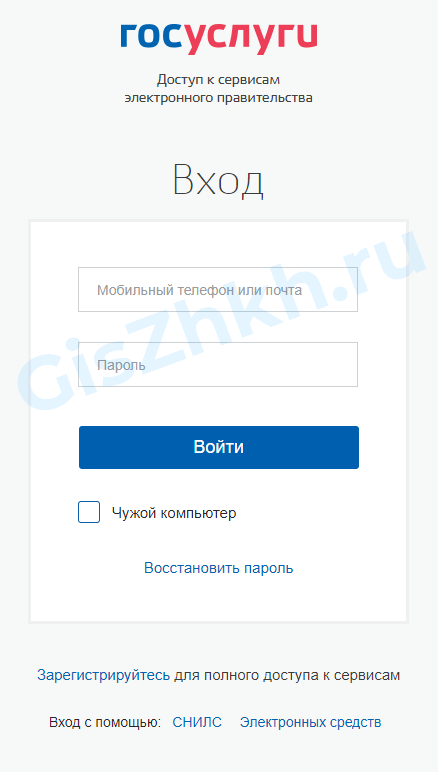 госуслуги
Доступ к сервисам
электронного правительства
Вход
Мобильный телефон или почта
GisZhkh.ru
Пароль
Войти
Чужой компьютер
Восстановить пароль
Зарегистрируйтесь для полного доступа к сервисам
Вход с помощью: СНИЛС Электронных средств